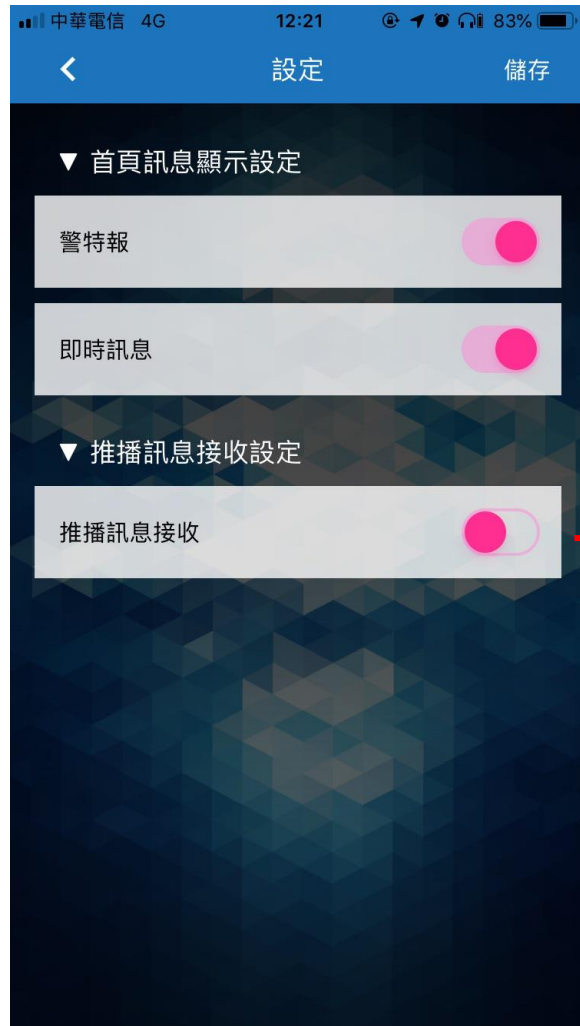 中華電信 4G 12:21 83%
設定 儲存
▼ 首頁訊息顯示設定
警特報
即時訊息
▼ 推播訊息接收設定
推播訊息接收